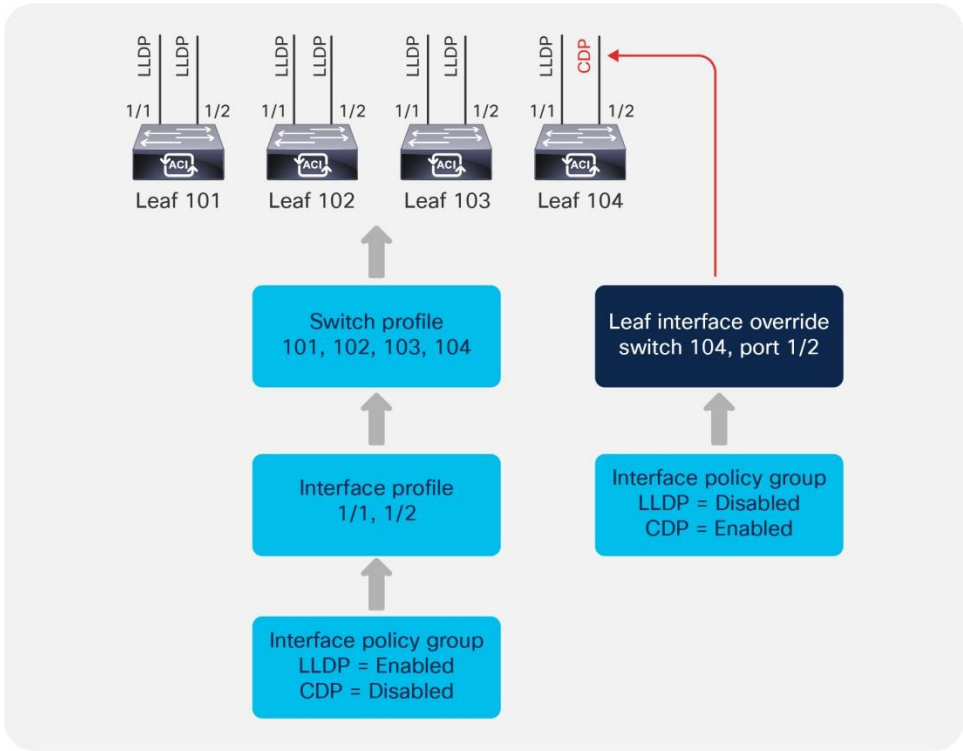 LLDP LLDP LLDP LLDP LLDP LLDP LLDP CDP
1/1 1/2 1/1 1/2 1/1 1/2 1/1 1/2
ACI ACI ACI ACI
Leaf 101 Leaf 102 Leaf 103 Leaf 104
Switch profile
101, 102, 103, 104
Leaf interface override
switch 104, port 1/2
Interface profile
1/1, 1/2
Interface policy group
LLDP = Disabled
CDP = Enabled
Interface policy group
LLDP = Enabled
CDP = Disabled